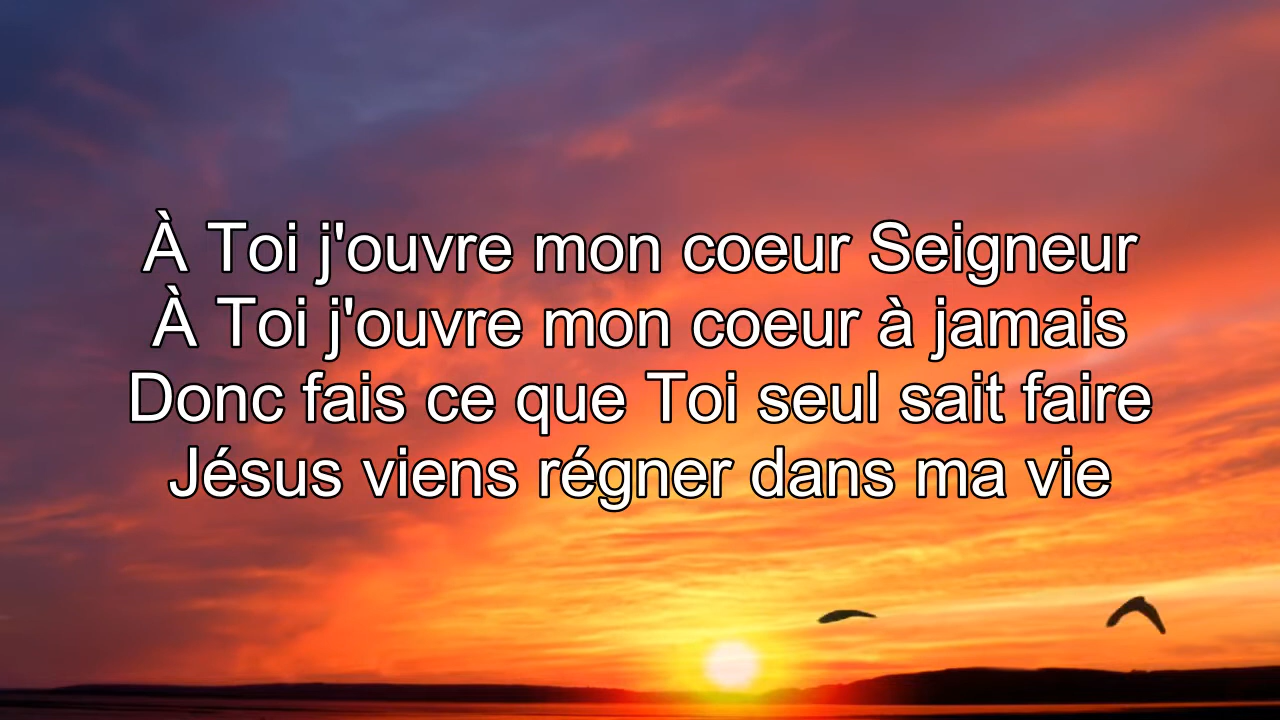 À Toi j'ouvre mon coeur Seigneur
À Toi j'ouvre mon coeur à jamais
Donc fais ce que Toi seul sait faire
Jésus viens régner dans ma vie